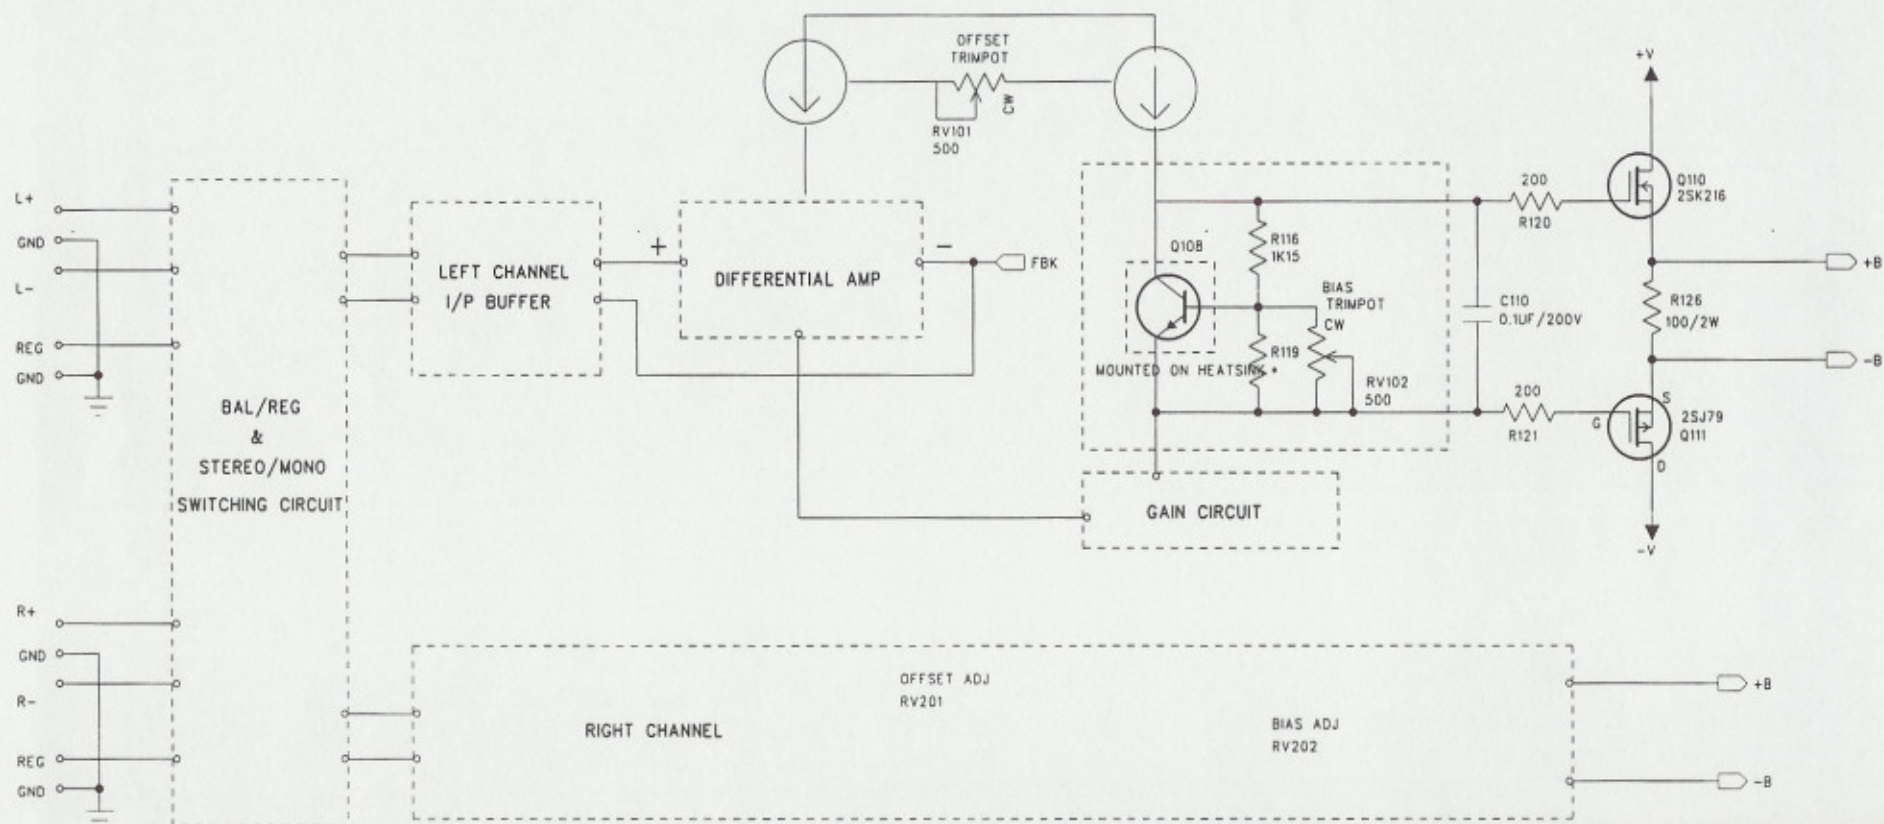 OFFSET
TRIMPOT
CW
RV101
500
+V
L+
GND
L-
REG
GND
BAL/REG
&
STEREO/MONO
SWITCHING CIRCUIT
LEFT CHANNEL
I/P BUFFER
+
DIFFERENTIAL AMP
-
FBK
Q108
MOUNTED ON HEATSINK
R116
1K15
R119
BIAS
TRIMPOT
CW
RV102
500
C110
0.1UF/200V
200
R120
Q110
2SK216
+B
R126
100/2W
-B
200
R121
G
S
2SJ79
Q111
D
-V
GAIN CIRCUIT
R+
GND
R-
REG
GND
RIGHT CHANNEL
OFFSET ADJ
RV201
BIAS ADJ
RV202
+B
-B